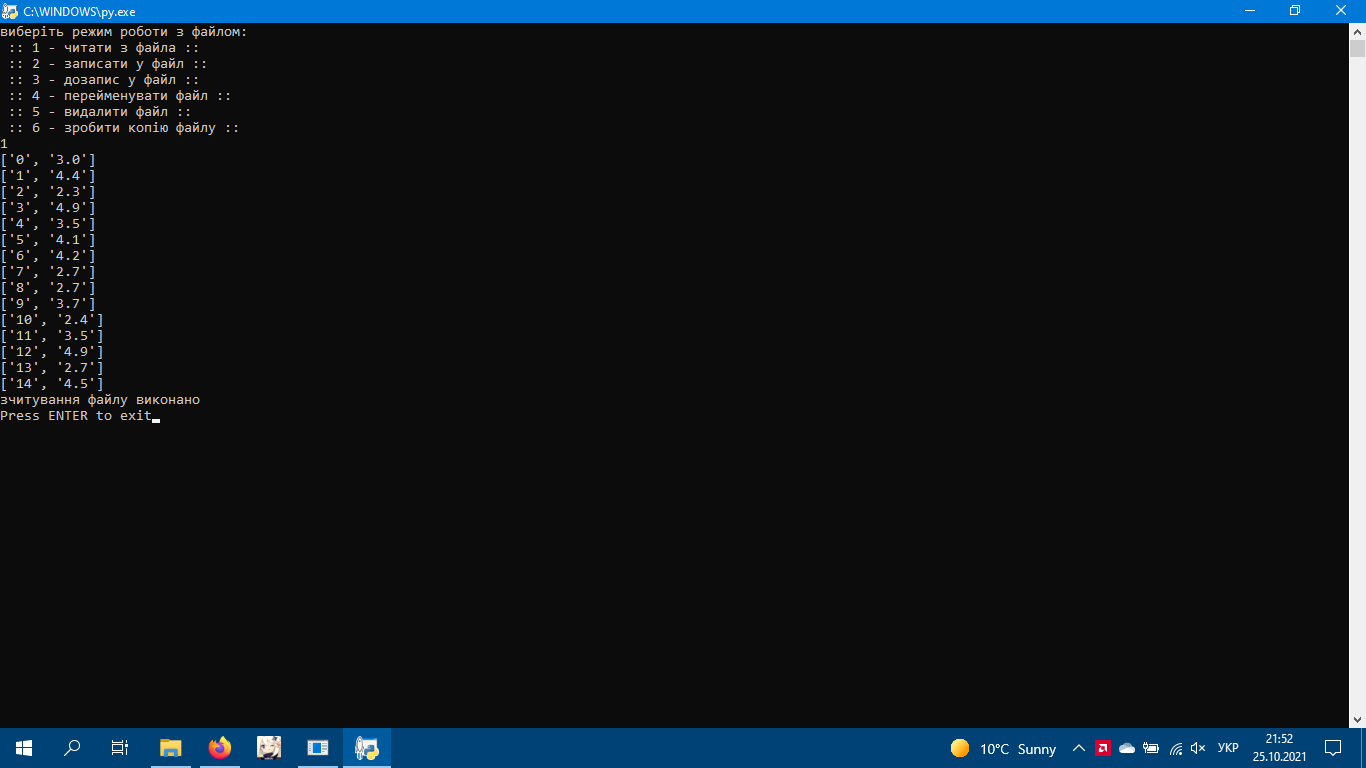 C:\WINDOWS\py.exe
виберіть режим роботи з файлом:
:: 1 - читати з файла ::
:: 2 - записати у файл ::
:: 3 - дозапис у файл ::
:: 4 - перейменувати файл ::
:: 5 - видалити файл ::
:: 6 - зробити копію файлу ::
1
['0', '3.0']
['1', '4.4']
['2', '2.3']
['3', '4.9']
['4', '3.5']
['5', '4.1']
['6', '4.2']
['7', '2.7']
['8', '2.7']
['9', '3.7']
['10', '2.4']
['11', '3.5']
['12', '4.9']
['13', '2.7']
['14', '4.5']
зчитування файлу виконано
Press ENTER to exit
10°C Sunny
УКР
21:52
25.10.2021